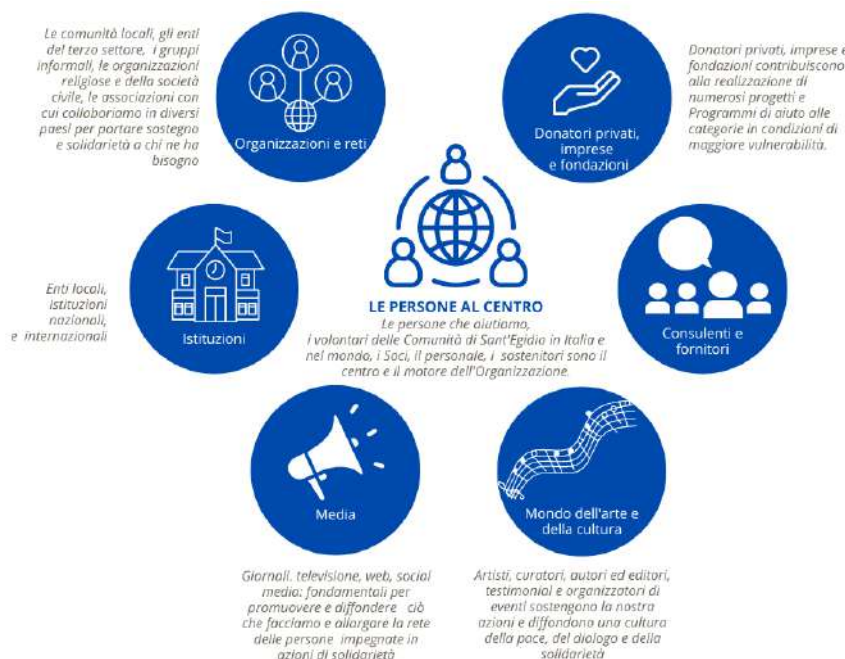 Le comunità locali, gli enti
del terzo settore, i gruppi
informali, le organizzazioni
religiose e della società
civile, le associazioni con
cui collaboriamo in diversi
paesi per portare sostegno
e solidarietà a chi ne ha
bisogno
Organizzazioni e reti
Donatori privati,
imprese
e fondazioni
Donatori privati, imprese e
fondazioni contribuiscono
alla realizzazione di
numerosi progetti e
Programmi di aiuto alle
categorie in condizioni di
maggiore vulnerabilità.
Enti locali,
istituzioni
nazionali,
e internazionali
Istituzioni
LE PERSONE AL CENTRO
Le persone che aiutiamo,
i volontari delle Comunità di Sant'Egidio in Italia e
nel mondo, i Soci, il personale, i sostenitori sono il
centro e il motore dell'Organizzazione.
Consulenti e
fornitori
Media
Giornali, televisione, web, social
media: fondamentali per
promuovere e diffondere ciò
che facciamo e allargare la rete
delle persone impegnate in
azioni di solidarietà
Mondo dell'arte e
della cultura
Artisti, curatori, autori ed editori,
testimonial e organizzatori di
eventi sostengono la nostra
azioni e diffondono una cultura
della pace, del dialogo e della
solidarietà